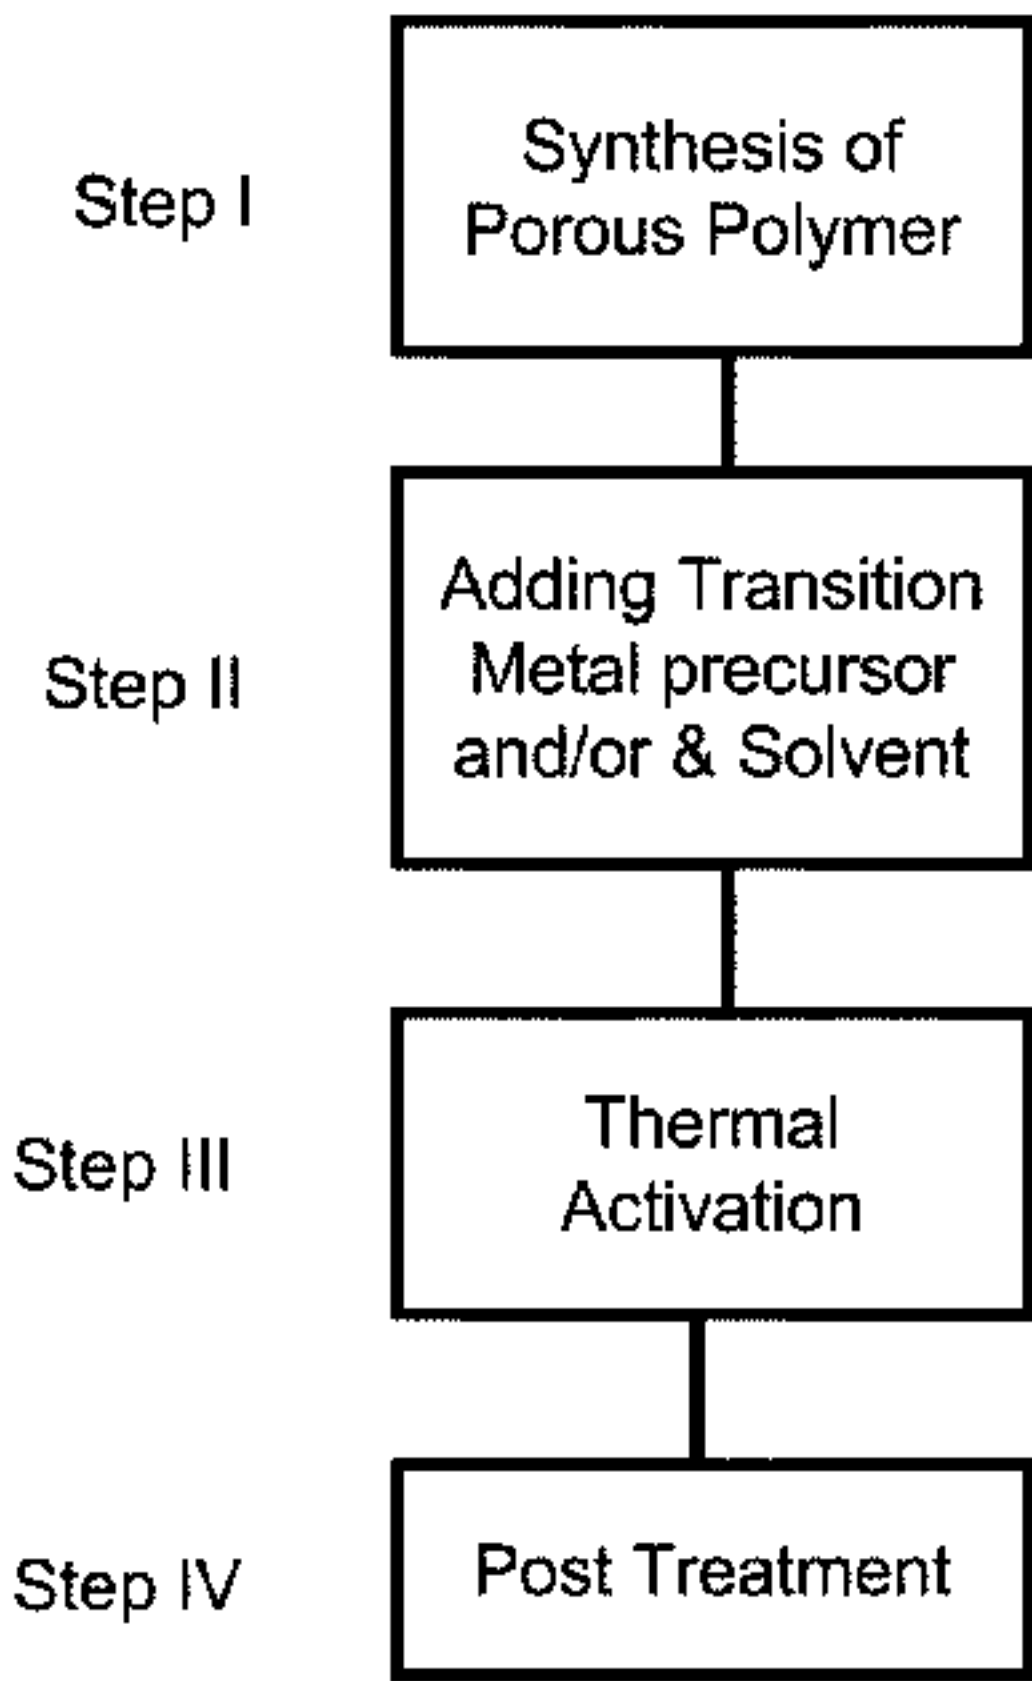 Step I
Synthesis of
Porous Polymer
Step II
Adding Transition
Metal precursor
and/or & Solvent
Step III
Thermal
Activation
Step IV
Post Treatment